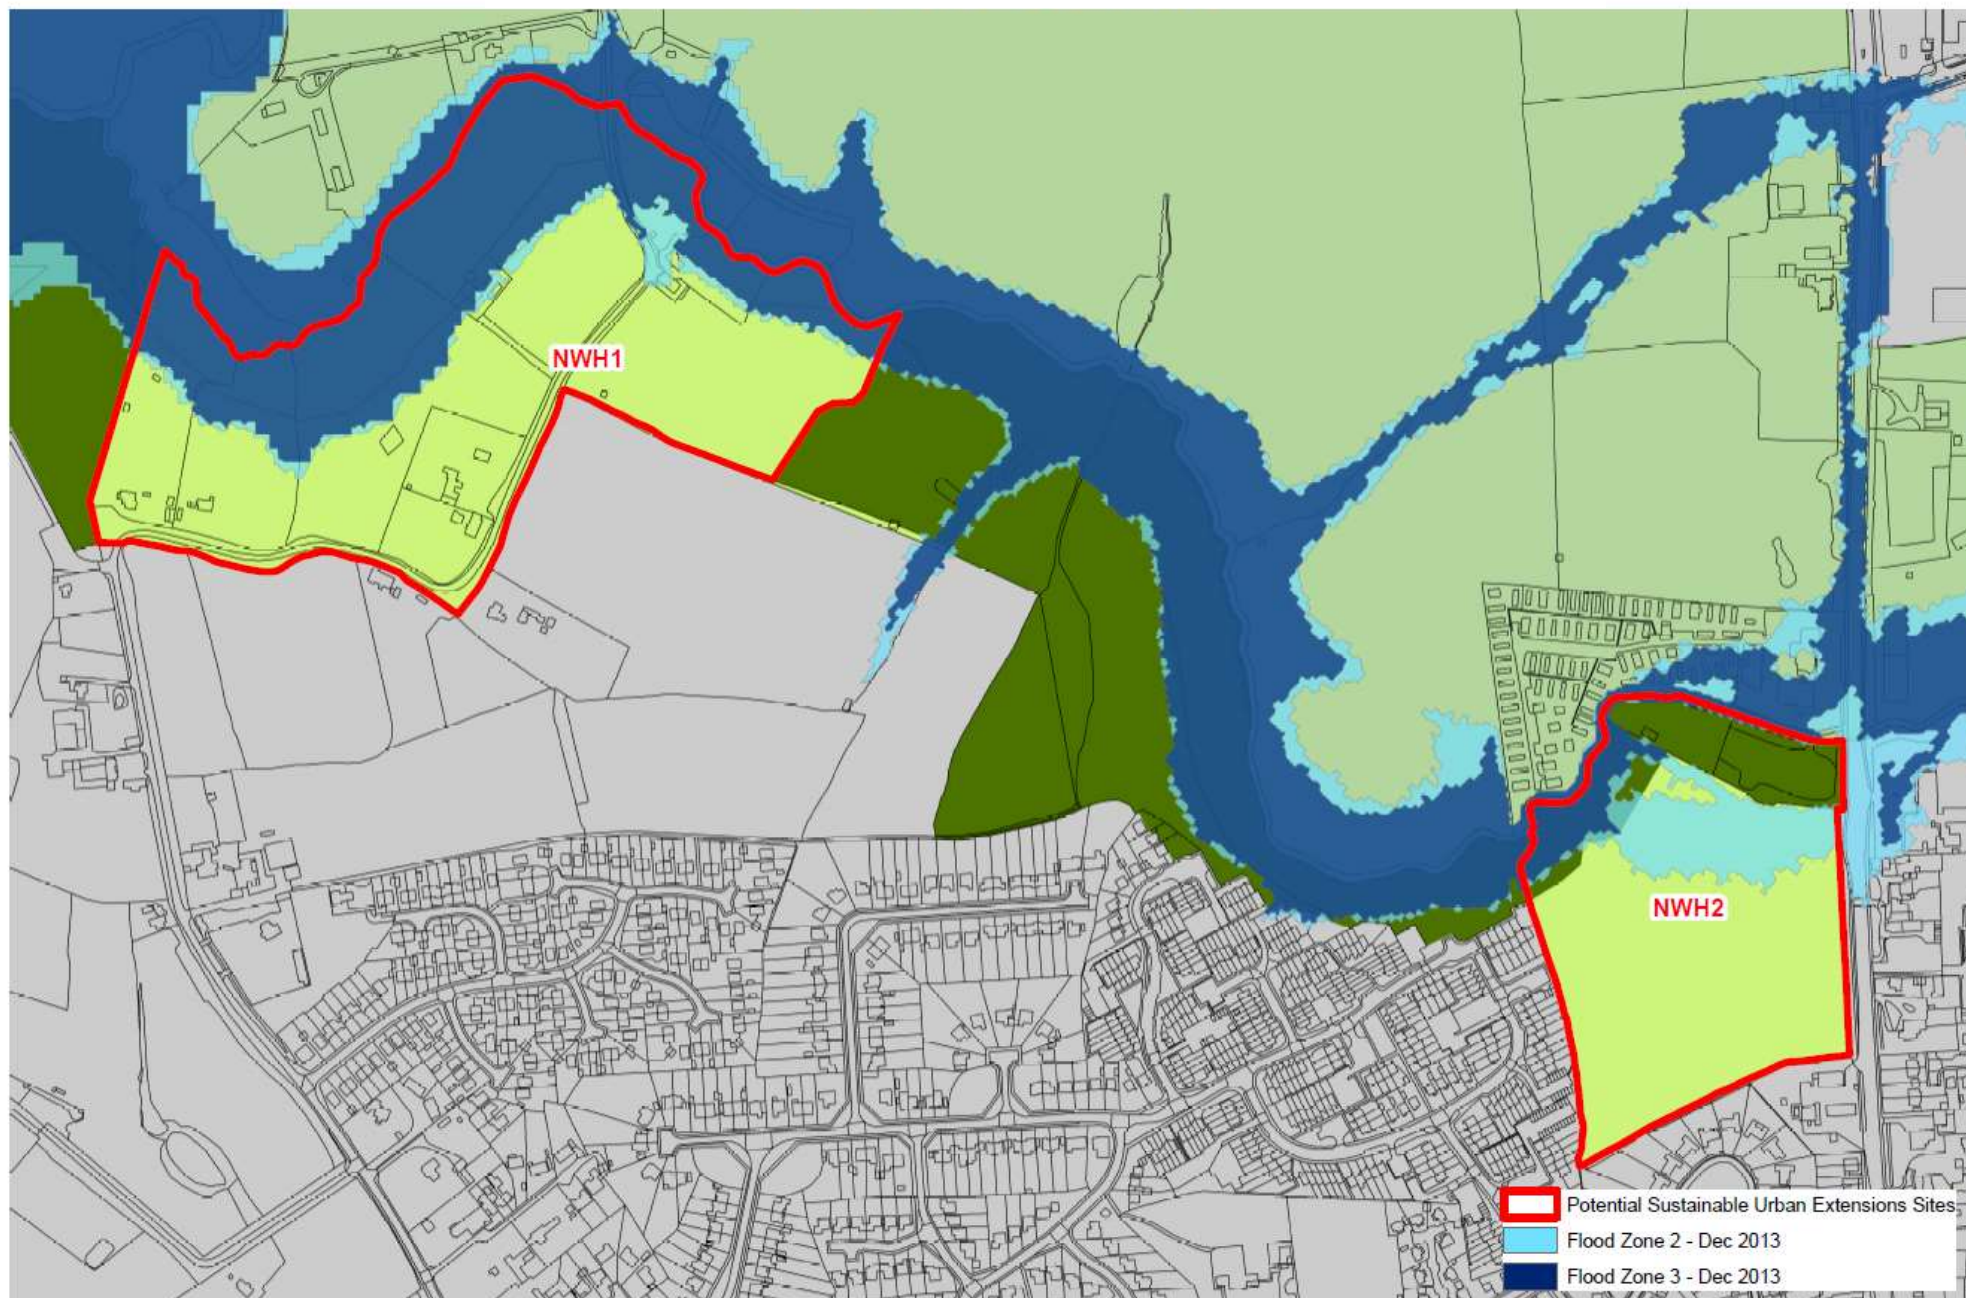 NWH1
NWH2
Potential Sustainable Urban Extensions Sites
Flood Zone 2 - Dec 2013
Flood Zone 3 - Dec 2013